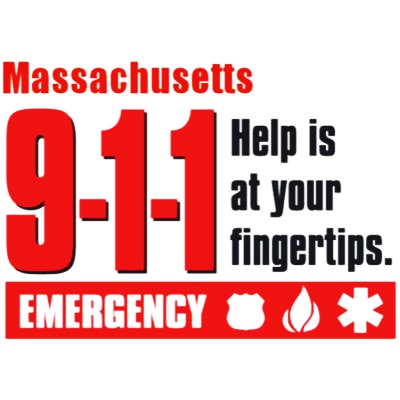 Massachusetts
9-1-1
Help is
at your
fingertips.
EMERGENCY